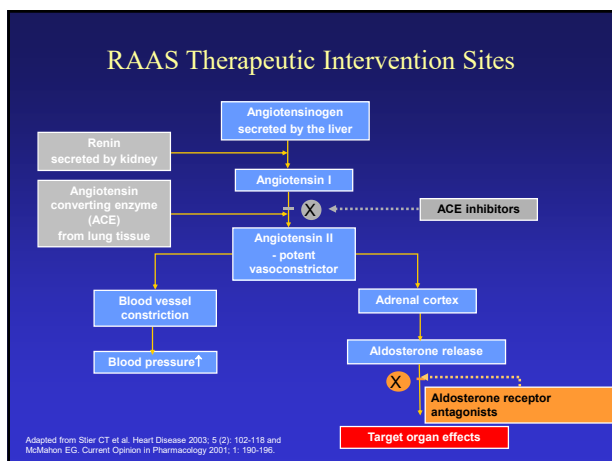 RAAS Therapeutic Intervention Sites
Angiotensinogen
secreted by the liver
Renin
secreted by kidney
Angiotensin I
Angiotensin
converting enzyme
(ACE)
from lung tissue
X
ACE inhibitors
Angiotensin II
- potent
vasoconstrictor
Blood vessel
constriction
Adrenal cortex
Blood pressure↑
Aldosterone release
X
Aldosterone receptor
antagonists
Target organ effects
Adapted from Stier CT et al. Heart Disease 2003; 5 (2): 102-118 and
McMahon EG. Current Opinion in Pharmacology 2001; 1: 190-196.